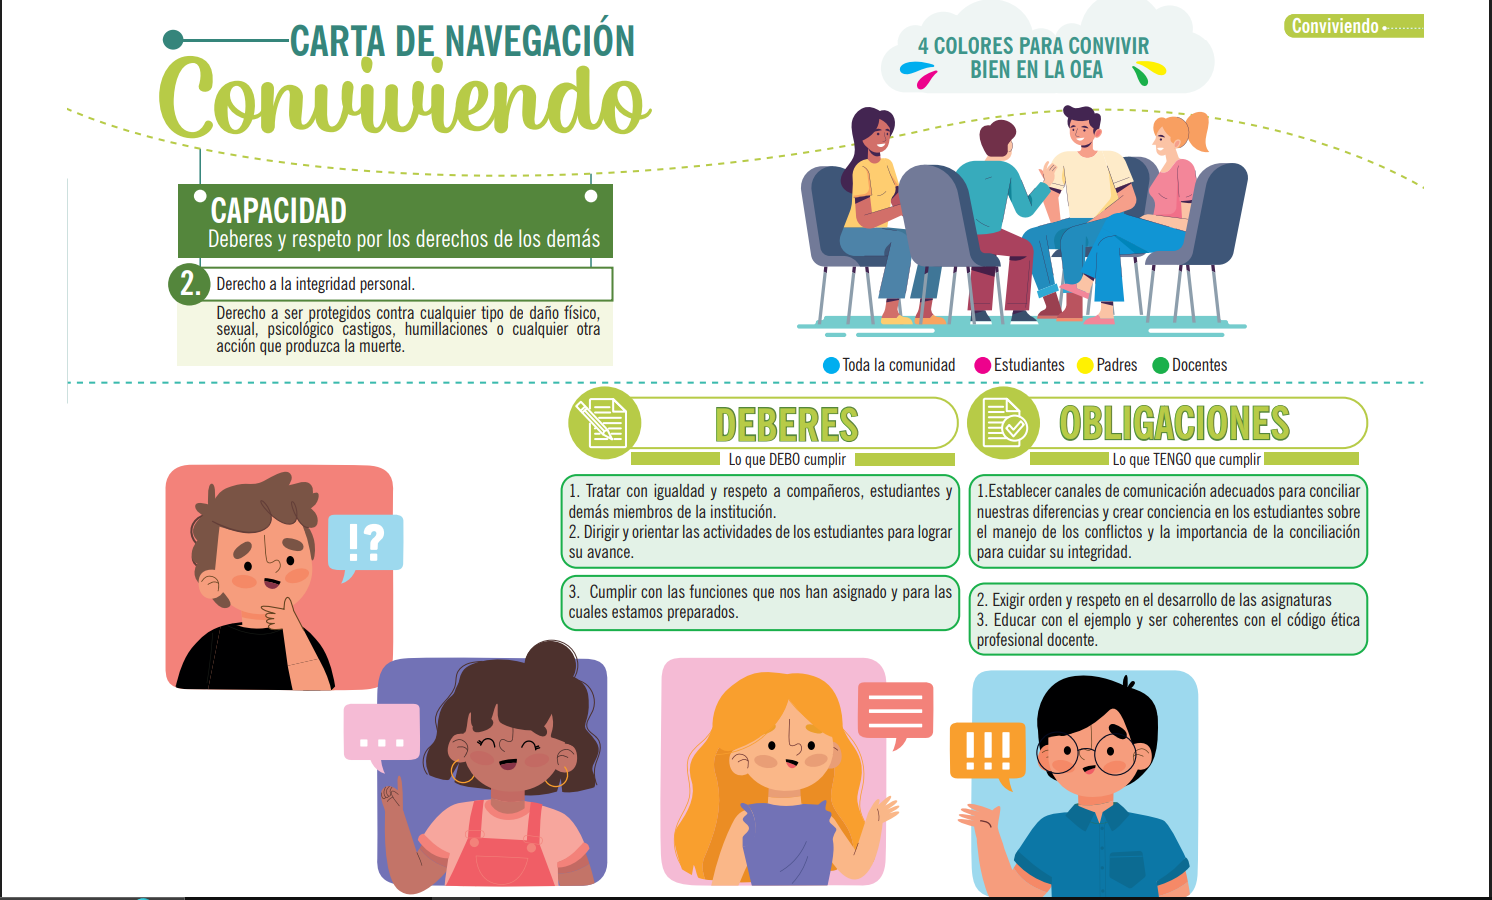 CARTA DE NAVEGACIÓN
Conviviendo
4 COLORES PARA CONVIVIR
BIEN EN LA OEA
Conviviendo
CAPACIDAD
Deberes y respeto por los derechos de los demás
2.
Derecho a la integridad personal.
Derecho a ser protegidos contra cualquier tipo de daño físico,
sexual, psicológico castigos, humillaciones o cualquier otra
acción que produzca la muerte.
Toda la comunidad
Estudiantes
Padres
Docentes
DEBERES
Lo que DEBO cumplir
1. Tratar con igualdad y respeto a compañeros, estudiantes y
demás miembros de la institución.
2. Dirigir y orientar las actividades de los estudiantes para lograr
su avance.
3. Cumplir con las funciones que nos han asignado y para las
cuales estamos preparados.
OBLIGACIONES
Lo que TENGO que cumplir
1.Establecer canales de comunicación adecuados para conciliar
nuestras diferencias y crear conciencia en los estudiantes sobre
el manejo de los conflictos y la importancia de la conciliación
para cuidar su integridad.
2. Exigir orden y respeto en el desarrollo de las asignaturas
3. Educar con el ejemplo y ser coherentes con el código ética
profesional docente.
!?
...
!!!